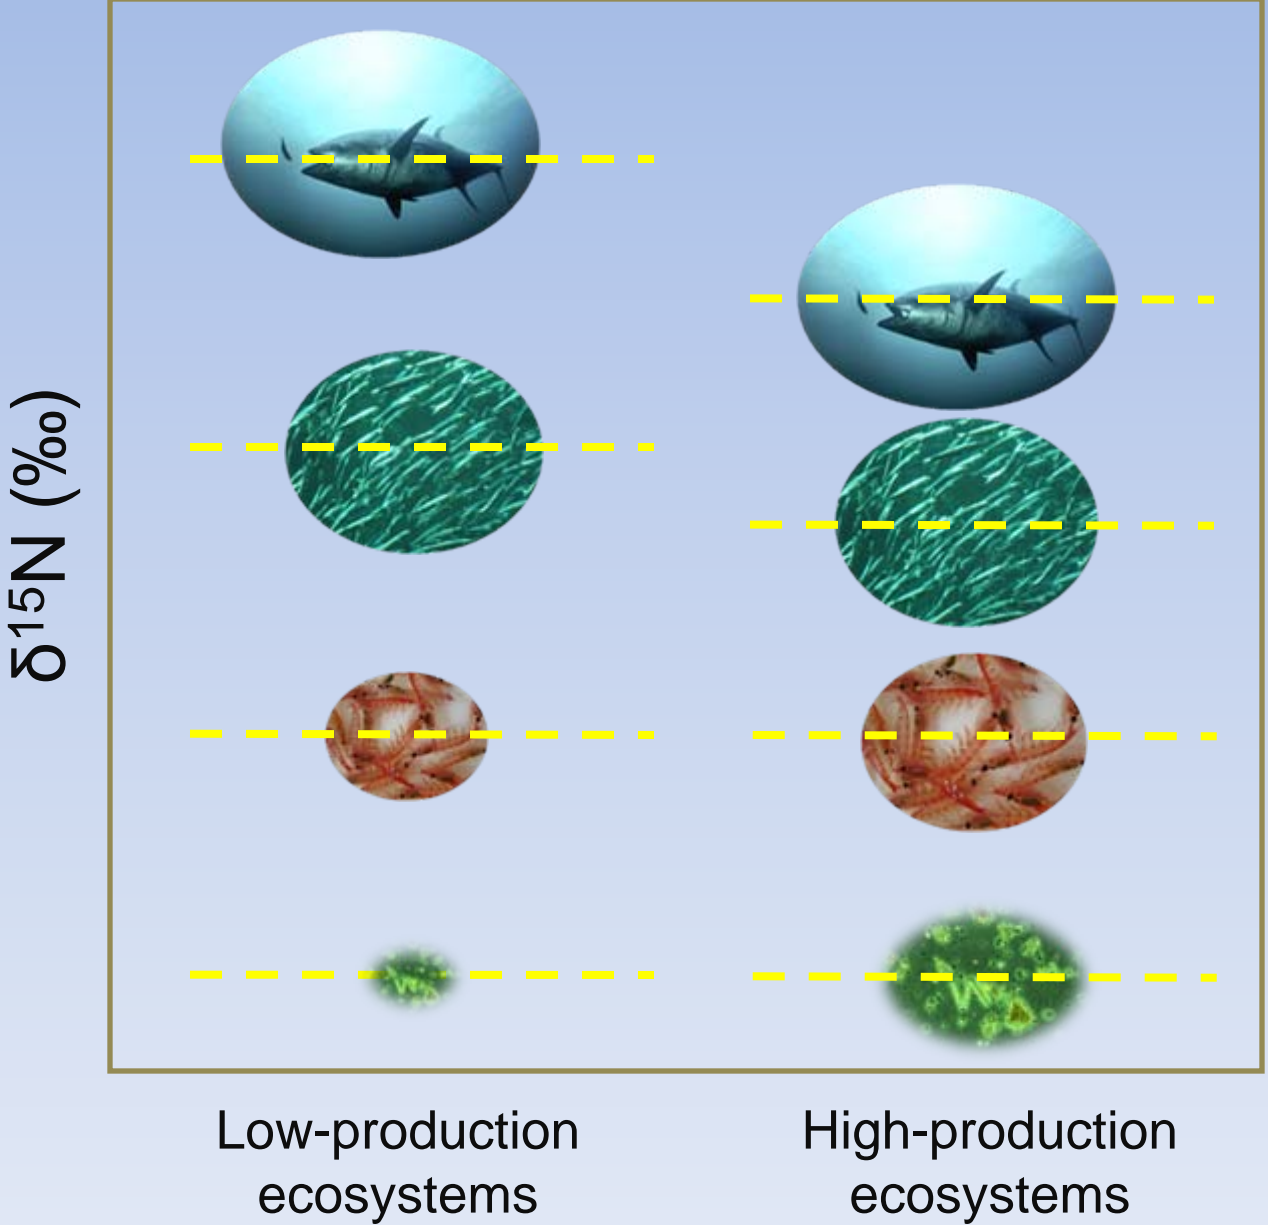 δ¹⁵N (‰)
Low-production
ecosystems
High-production
ecosystems